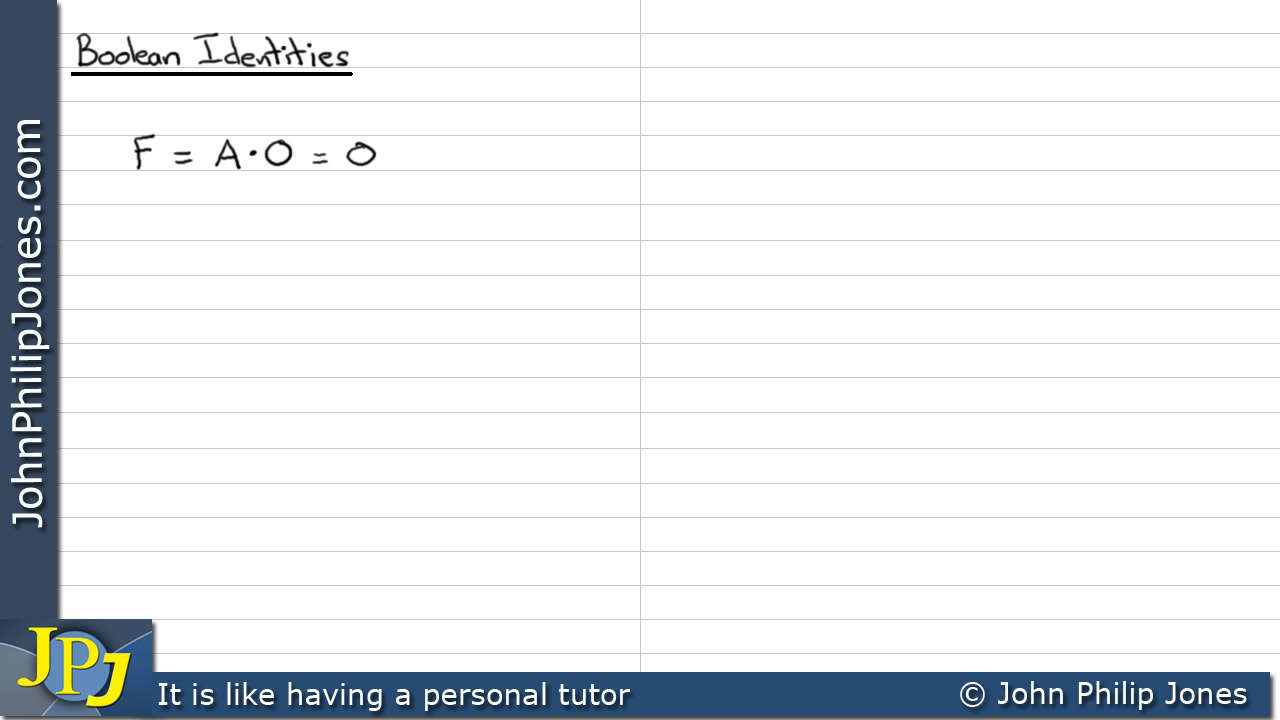 Boolean Identities
F = A·0 = 0
JohnPhilipJones.com
JPJ
It is like having a personal tutor
© John Philip Jones